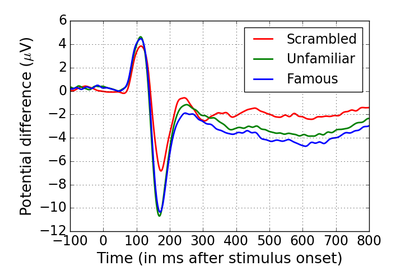 6
4
2
0
−2
−4
−6
−8
−10
−12
Potential difference (μV)
Scrambled
Unfamiliar
Famous
−100 0 100 200 300 400 500 600 700 800
Time (in ms after stimulus onset)